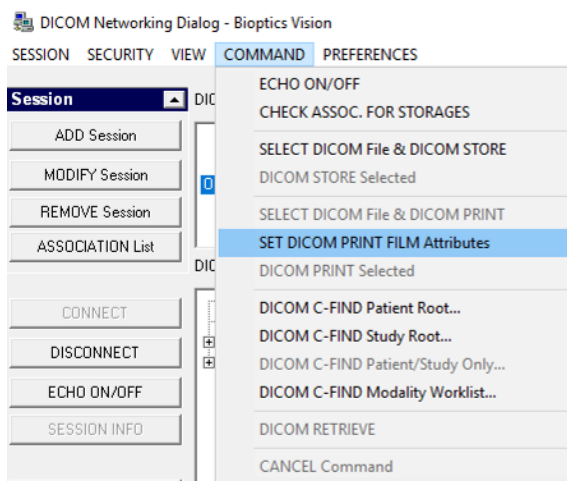 DICOM Networking Dialog - Bioptics Vision
SESSION SECURITY VIEW COMMAND PREFERENCES
Session
ADD Session
MODIFY Session
REMOVE Session
ASSOCIATION List
CONNECT
DISCONNECT
ECHO ON/OFF
SESSION INFO
DIC
DIC
ECHO ON/OFF
CHECK ASSOC. FOR STORAGES
SELECT DICOM File & DICOM STORE
DICOM STORE Selected
SELECT DICOM File & DICOM PRINT
SET DICOM PRINT FILM Attributes
DICOM PRINT Selected
DICOM C-FIND Patient Root...
DICOM C-FIND Study Root...
DICOM C-FIND Patient/Study Only...
DICOM C-FIND Modality Worklist...
DICOM RETRIEVE
CANCEL Command